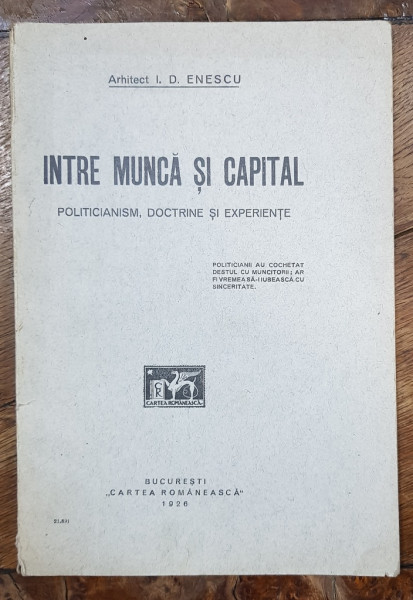 Arhitect I. D. ENESCU
INTRE MUNCĂ ȘI CAPITAL
POLITICIANISM, DOCTRINE ȘI EXPERIENȚE
POLITICIANII AU COCHETAT
DESTUL CU MUNCITORII; AR
FI VREMEA SĂ-I IUBEASCĂ CU
SINCERITATE.
C
R
CARTEA ROMÂNEASCĂ
BUCUREȘTI
„CARTEA ROMÂNEASCĂ"
1926